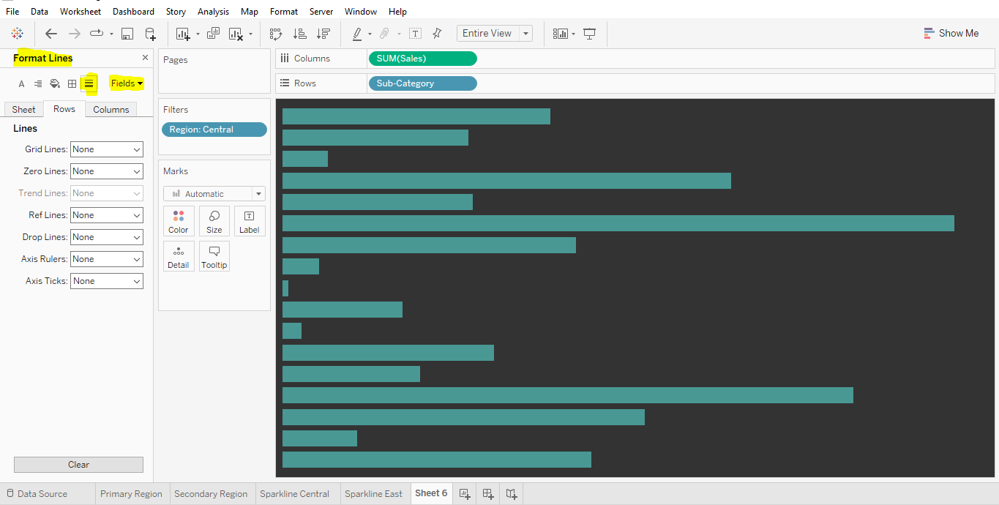 File Data Worksheet Dashboard Story Analysis Map Format Server Window Help
Entire View
Show Me
Format Lines
A
Fields
Sheet Rows Columns
Lines
Grid Lines: None
Zero Lines: None
Trend Lines: None
Ref Lines: None
Drop Lines: None
Axis Rulers: None
Axis Ticks: None
Clear
Pages
Filters
Region: Central
Marks
Automatic
Color Size Label
Detail Tooltip
Columns SUM(Sales)
Rows Sub-Category
Data Source Primary Region Secondary Region Sparkline Central Sparkline East Sheet 6